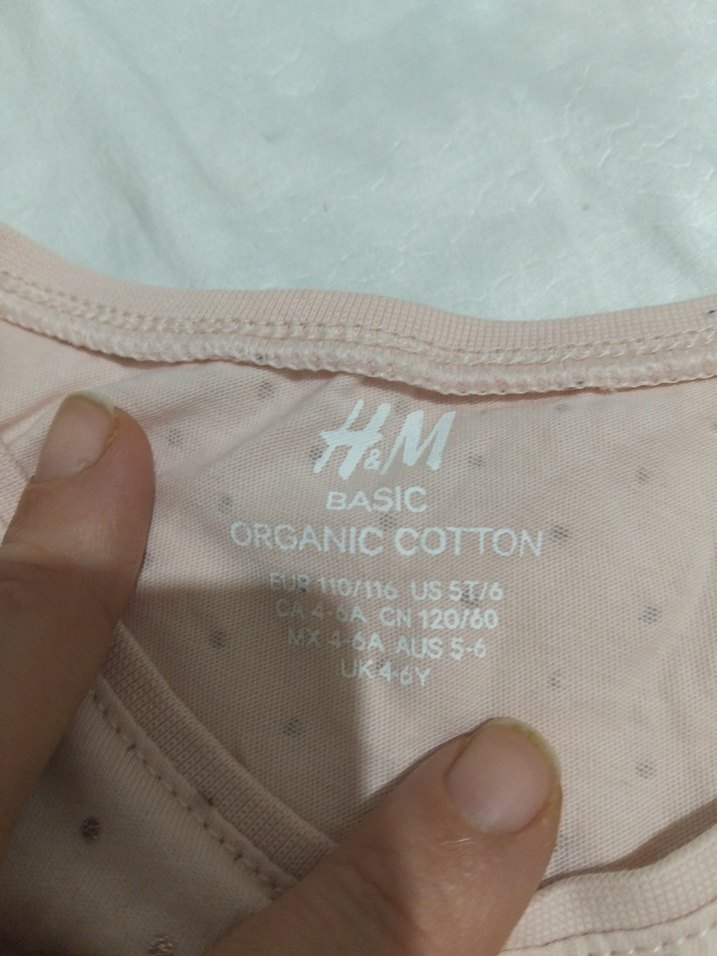 H&M
BASIC
ORGANIC COTTON
EUR 110/116 US 5T/6
CA 4-6A CN 120/60
MX 4-6A AUS 5-6
UK 4-6Y